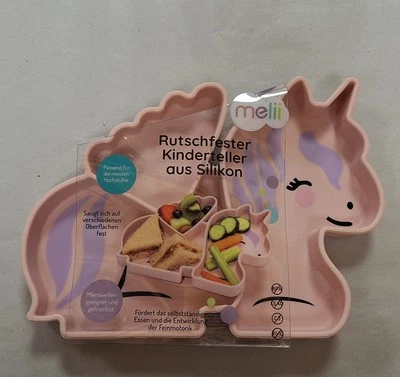 melii
Rutschfester
Kinderteller
aus Silikon
Passend für
die meisten
Hochstühle
Saugt sich auf
verschiedenen
Oberflächen
fest
Mikrowellen-
geeignet und
gefrierfest
Fördert das selbstständige
Essen und die Entwicklung
der Feinmotorik